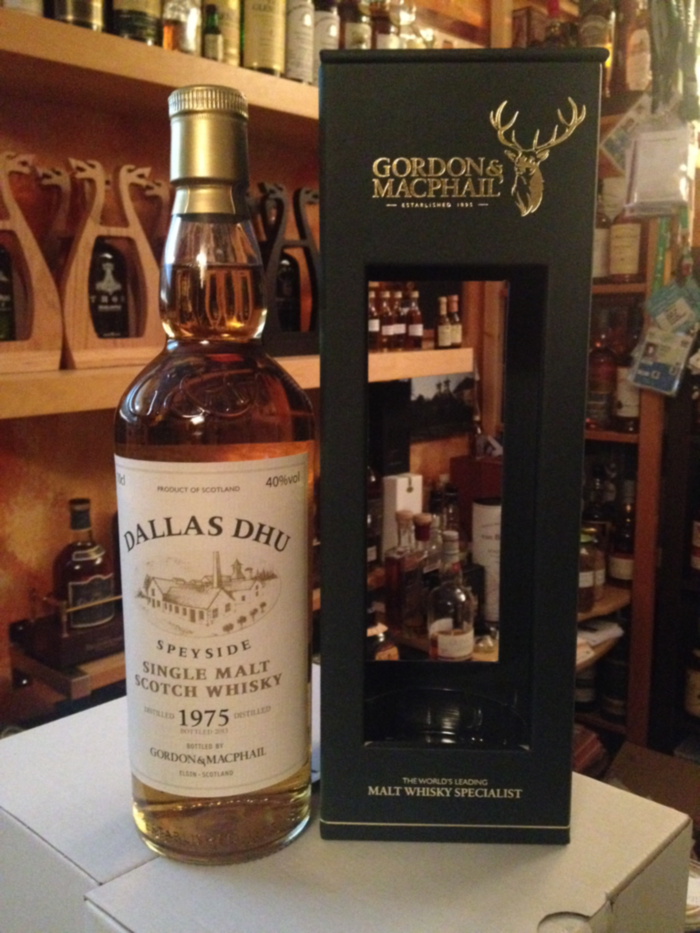 PRODUCT OF SCOTLAND
40%vol
DALLAS DHU
SPEYSIDE
SINGLE MALT
SCOTCH WHISKY
DISTILLED 1975 DISTILLED
BOTTLED BY
GORDON&MACPHAIL
ELGIN - SCOTLAND
GORDON&
MACPHAIL
ESTABLISHED 1895
THE WORLD'S LEADING
MALT WHISKY SPECIALIST